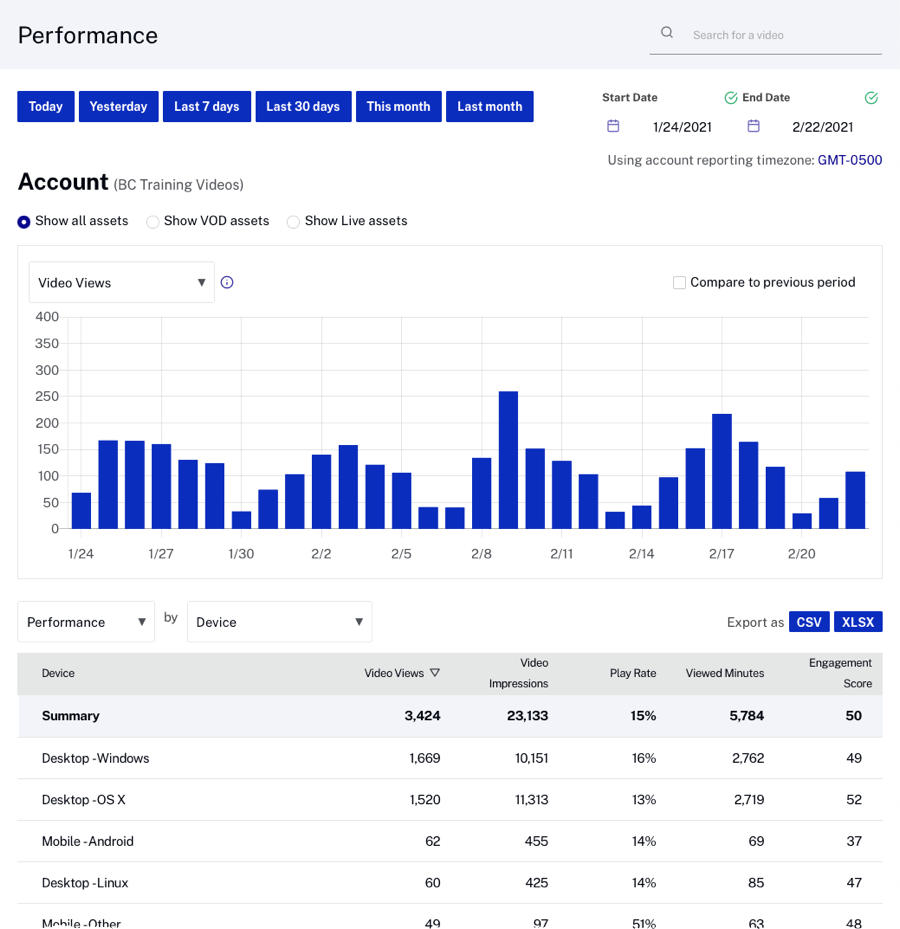 Performance
Search for a video
Today Yesterday Last 7 days Last 30 days This month Last month
Start Date End Date
1/24/2021 2/22/2021
Using account reporting timezone: GMT-0500
Account (BC Training Videos)
Show all assets Show VOD assets Show Live assets
Video Views Compare to previous period
400
350
300
250
200
150
100
50
0
1/24 1/27 1/30 2/2 2/5 2/8 2/11 2/14 2/17 2/20
Performance by Device Export as CSV XLSX
Device Video Views Video Impressions Play Rate Viewed Minutes Engagement Score
Summary 3,424 23,133 15% 5,784 50
Desktop - Windows 1,669 10,151 16% 2,762 49
Desktop - OS X 1,520 11,313 13% 2,719 52
Mobile - Android 62 455 14% 69 37
Desktop - Linux 60 425 14% 85 47
Mobile - Other 49 97 51% 63 48